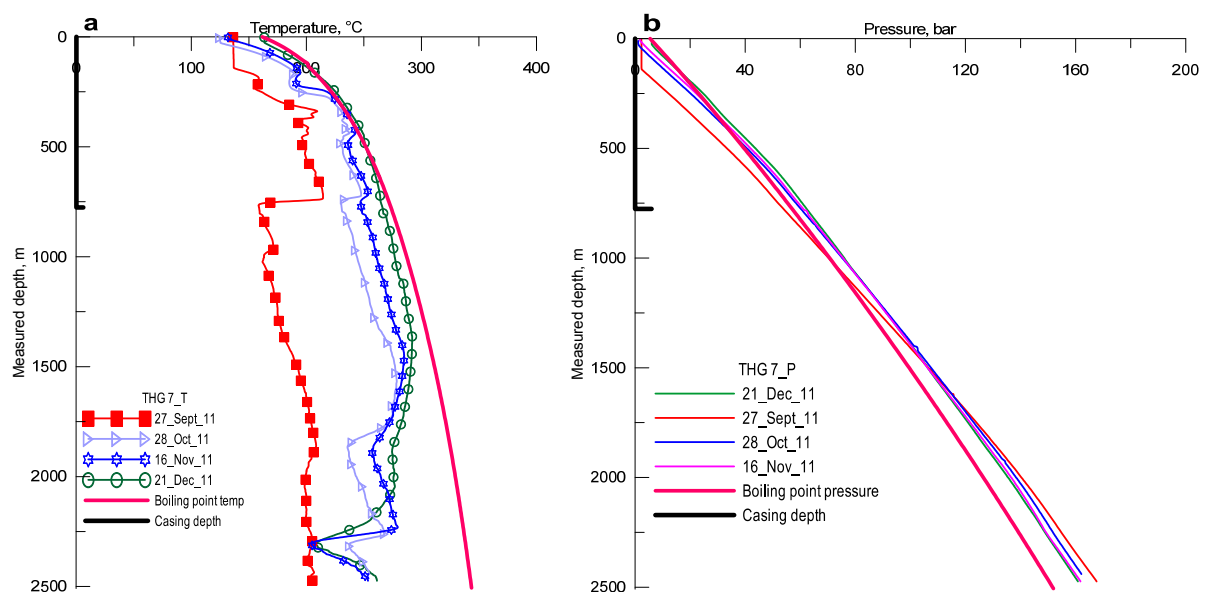 a
Temperature, °C
0 100 200 300 400
0
500
1000
1500
2000
2500
Measured depth, m
THG 7_T
27_Sept_11
28_Oct_11
16_Nov_11
21_Dec_11
Boiling point temp
Casing depth
b
Pressure, bar
0 40 80 120 160 200
0
500
1000
1500
2000
2500
Measured depth, m
THG 7_P
21_Dec_11
27_Sept_11
28_Oct_11
16_Nov_11
Boiling point pressure
Casing depth